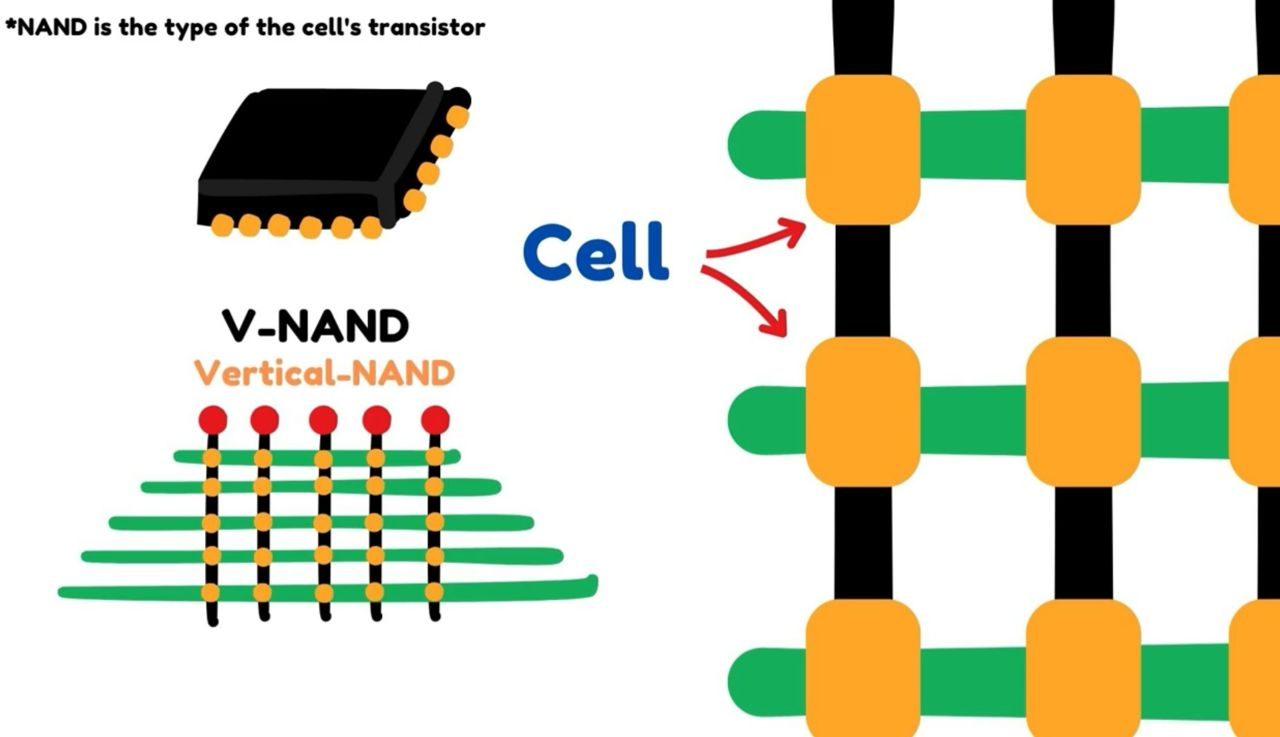 *NAND is the type of the cell's transistor
Cell
V-NAND
Vertical-NAND